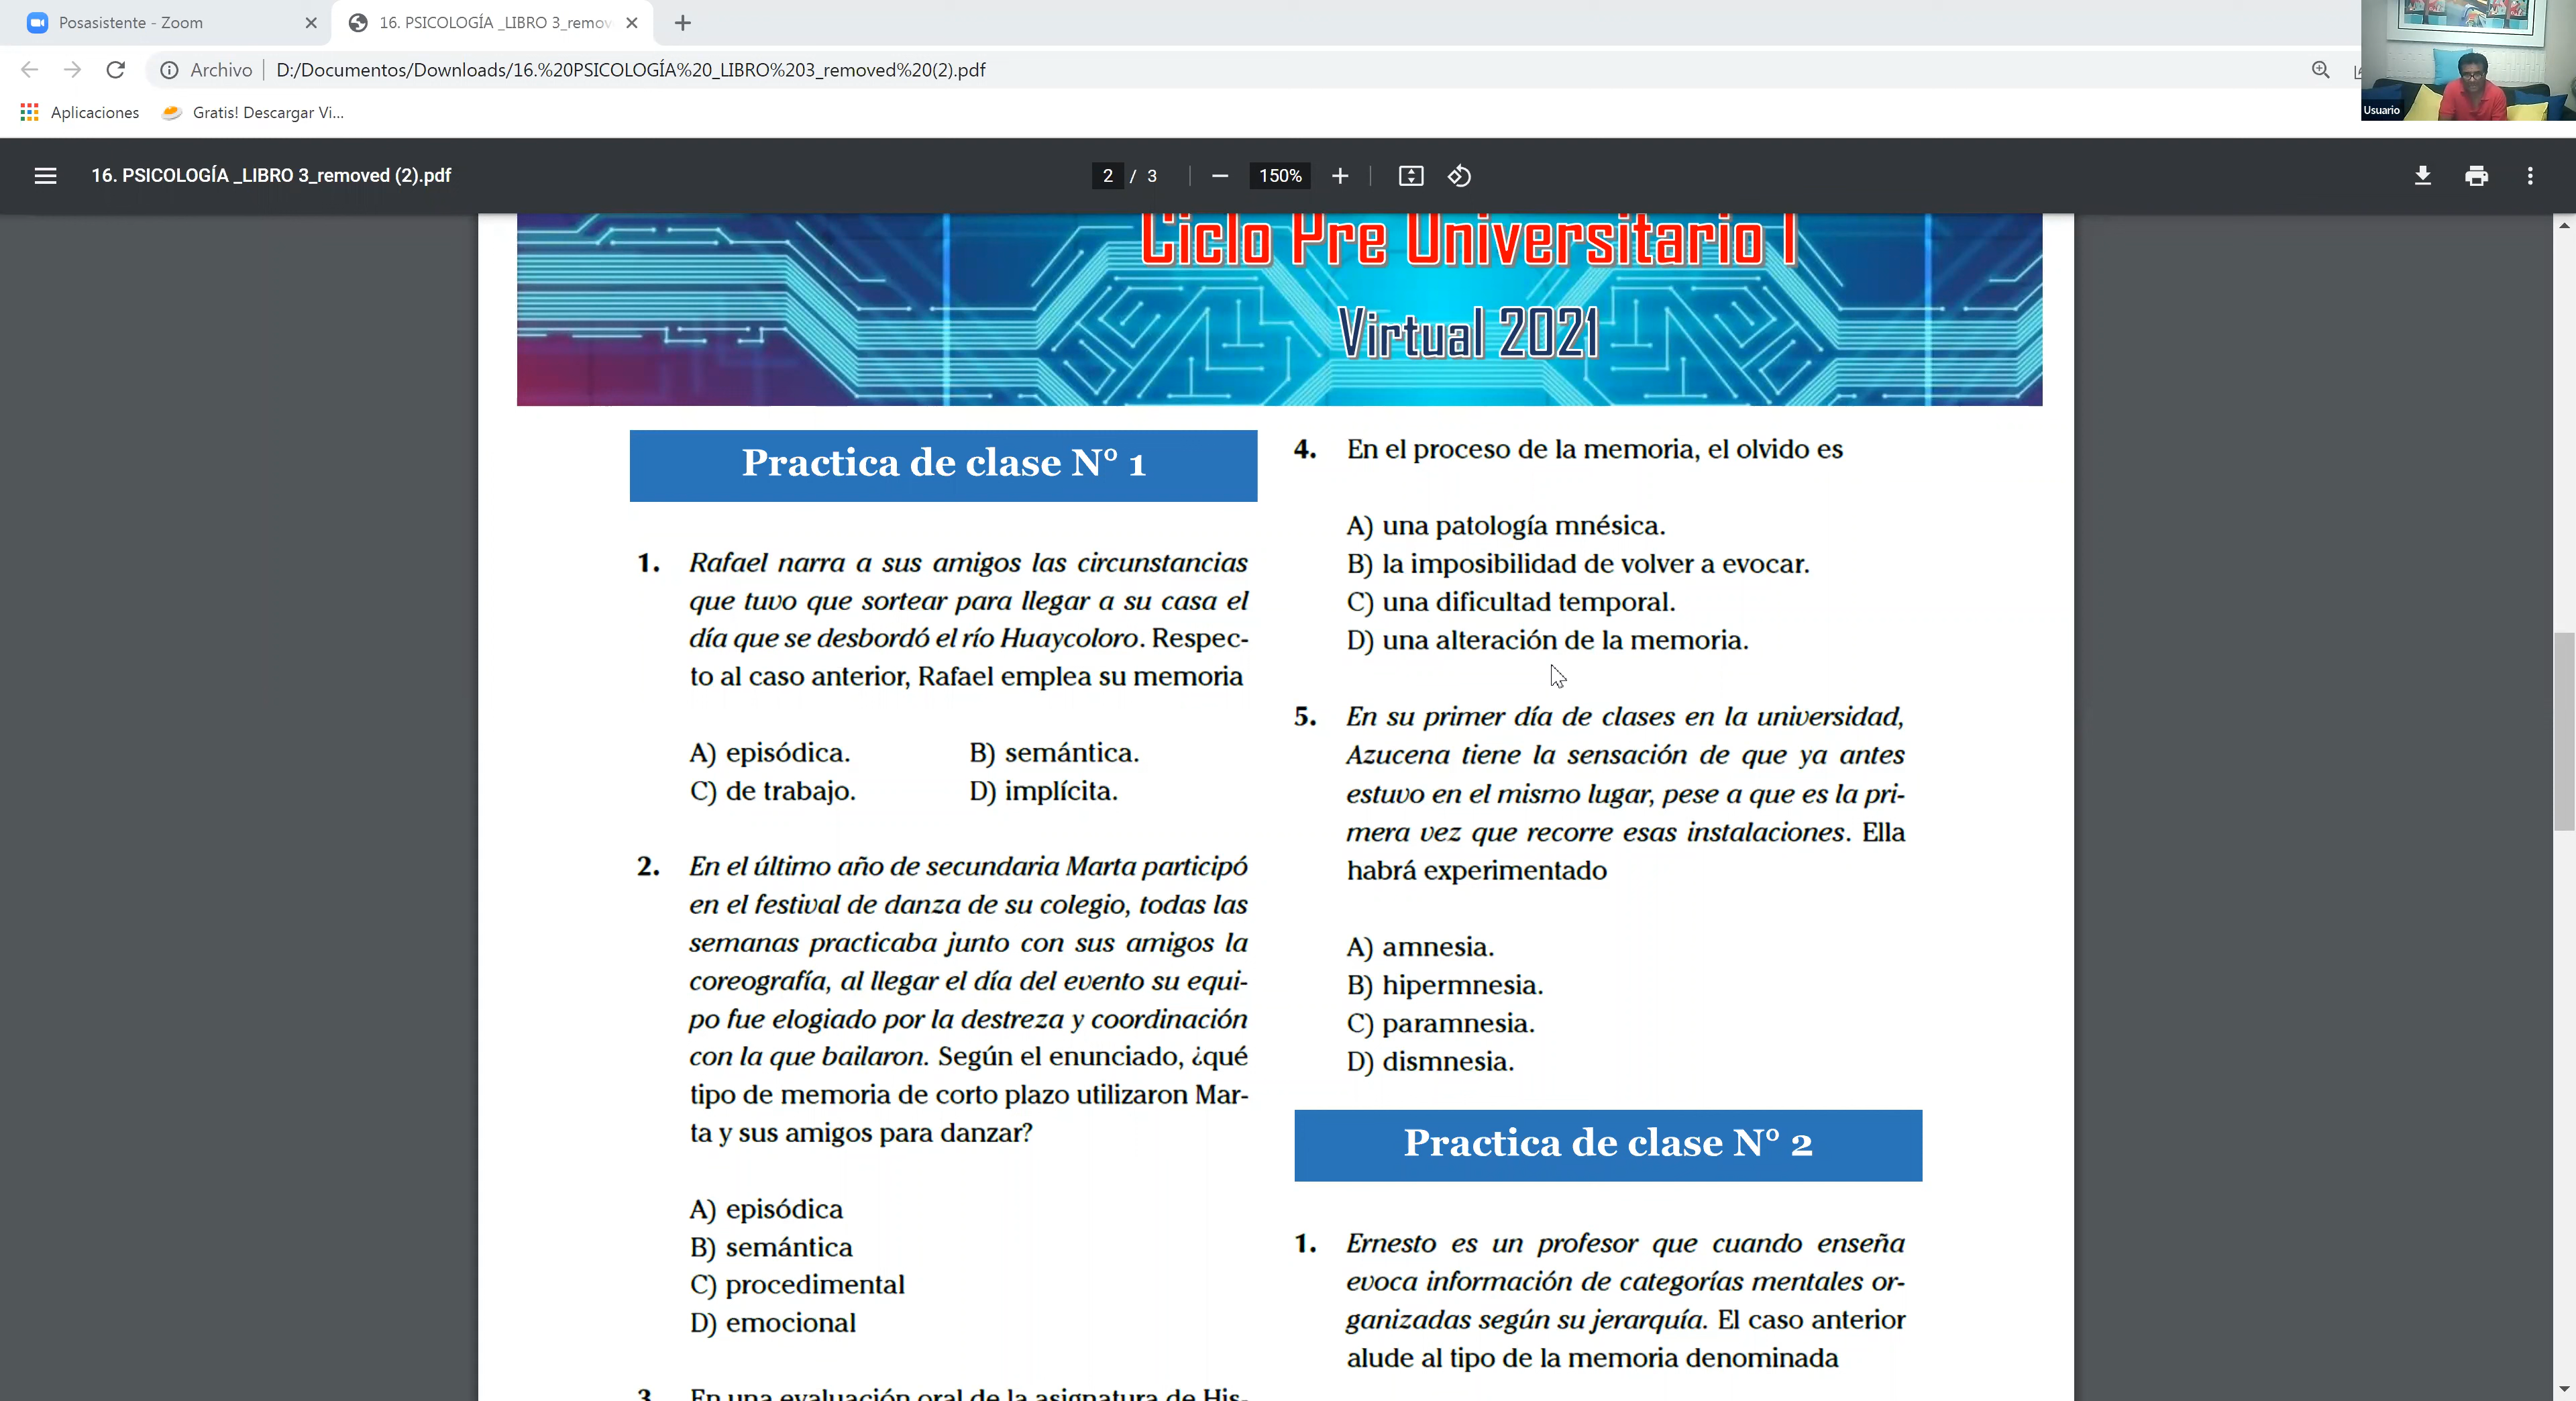 Posasistente - Zoom
16. PSICOLOGÍA _LIBRO 3_remov
Archivo
D:/Documentos/Downloads/16.%20PSICOLOGÍA%20_LIBRO%203_removed%20(2).pdf
Aplicaciones
Gratis! Descargar Vi...
Usuario
16. PSICOLOGÍA _LIBRO 3_removed (2).pdf
2 / 3
150%
Ciclo Pre Universitario I
Virtual 2021
Practica de clase N° 1
1. Rafael narra a sus amigos las circunstancias
que tuvo que sortear para llegar a su casa el
día que se desbordó el río Huaycoloro. Respec-
to al caso anterior, Rafael emplea su memoria
A) episódica. B) semántica.
C) de trabajo. D) implícita.
2. En el último año de secundaria Marta participó
en el festival de danza de su colegio, todas las
semanas practicaba junto con sus amigos la
coreografía, al llegar el día del evento su equi-
po fue elogiado por la destreza y coordinación
con la que bailaron. Según el enunciado, ¿qué
tipo de memoria de corto plazo utilizaron Mar-
ta y sus amigos para danzar?
A) episódica
B) semántica
C) procedimental
D) emocional
3. En una evaluación oral de la asignatura de His-
4. En el proceso de la memoria, el olvido es
A) una patología mnésica.
B) la imposibilidad de volver a evocar.
C) una dificultad temporal.
D) una alteración de la memoria.
5. En su primer día de clases en la universidad,
Azucena tiene la sensación de que ya antes
estuvo en el mismo lugar, pese a que es la pri-
mera vez que recorre esas instalaciones. Ella
habrá experimentado
A) amnesia.
B) hipermnesia.
C) paramnesia.
D) dismnesia.
Practica de clase N° 2
1. Ernesto es un profesor que cuando enseña
evoca información de categorías mentales or-
ganizadas según su jerarquía. El caso anterior
alude al tipo de la memoria denominada